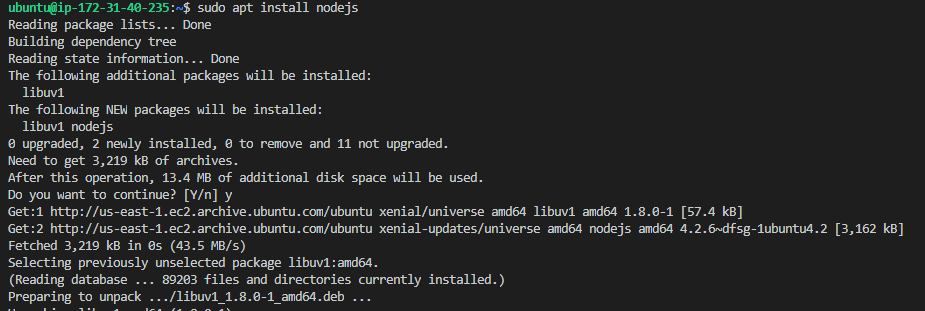 ubuntu@ip-172-31-40-235:~$ sudo apt install nodejs
Reading package lists... Done
Building dependency tree
Reading state information... Done
The following additional packages will be installed:
  libuv1
The following NEW packages will be installed:
  libuv1 nodejs
0 upgraded, 2 newly installed, 0 to remove and 11 not upgraded.
Need to get 3,219 kB of archives.
After this operation, 13.4 MB of additional disk space will be used.
Do you want to continue? [Y/n] y
Get:1 http://us-east-1.ec2.archive.ubuntu.com/ubuntu xenial/universe amd64 libuv1 amd64 1.8.0-1 [57.4 kB]
Get:2 http://us-east-1.ec2.archive.ubuntu.com/ubuntu xenial-updates/universe amd64 nodejs amd64 4.2.6~dfsg-1ubuntu4.2 [3,162 kB]
Fetched 3,219 kB in 0s (43.5 MB/s)
Selecting previously unselected package libuv1:amd64.
(Reading database ... 89203 files and directories currently installed.)
Preparing to unpack .../libuv1_1.8.0-1_amd64.deb ...